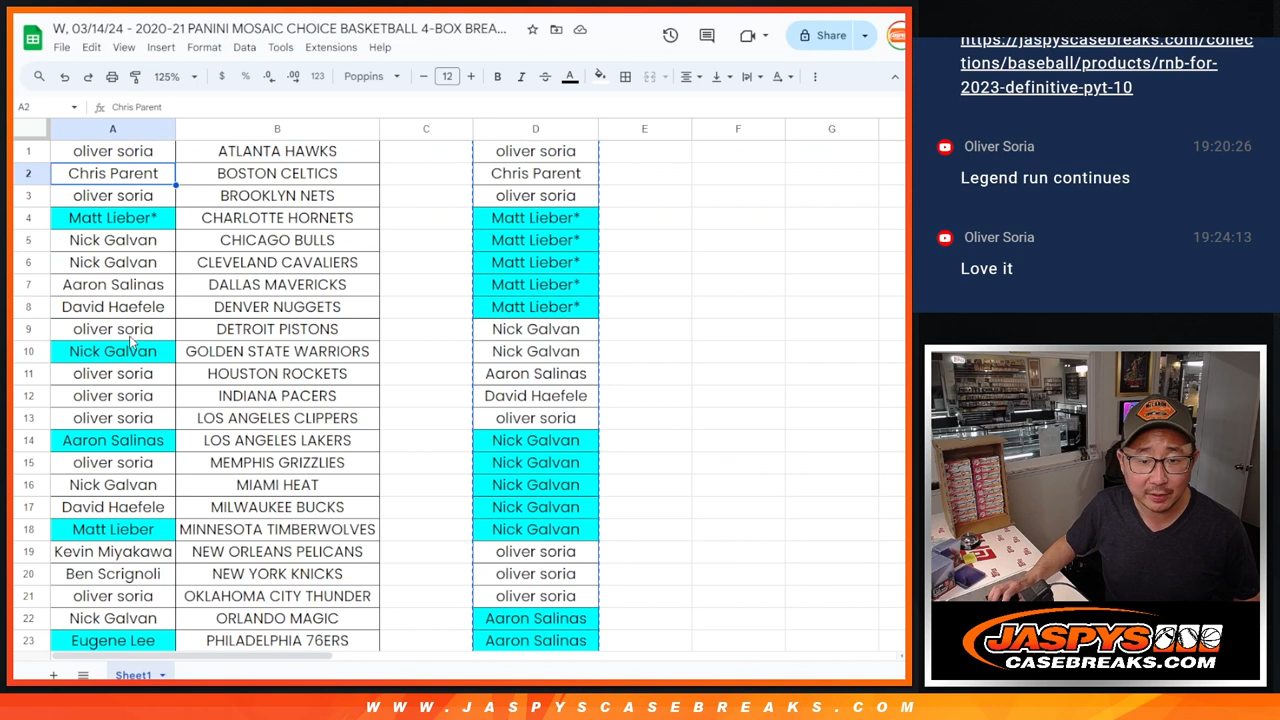 W, 03/14/24 - 2020-21 PANINI MOSAIC CHOICE BASKETBALL 4-BOX BREA...
File Edit View Insert Format Data Tools Extensions Help
Share
125% $ % .0 .00 123 Poppins 12 B I A
A2 fx Chris Parent
A B C D E F G
1 oliver soria ATLANTA HAWKS oliver soria
2 Chris Parent BOSTON CELTICS Chris Parent
3 oliver soria BROOKLYN NETS oliver soria
4 Matt Lieber* CHARLOTTE HORNETS Matt Lieber*
5 Nick Galvan CHICAGO BULLS Matt Lieber*
6 Nick Galvan CLEVELAND CAVALIERS Matt Lieber*
7 Aaron Salinas DALLAS MAVERICKS Matt Lieber*
8 David Haefele DENVER NUGGETS Matt Lieber*
9 oliver soria DETROIT PISTONS Nick Galvan
10 Nick Galvan GOLDEN STATE WARRIORS Nick Galvan
11 oliver soria HOUSTON ROCKETS Aaron Salinas
12 oliver soria INDIANA PACERS David Haefele
13 oliver soria LOS ANGELES CLIPPERS oliver soria
14 Aaron Salinas LOS ANGELES LAKERS Nick Galvan
15 oliver soria MEMPHIS GRIZZLIES Nick Galvan
16 Nick Galvan MIAMI HEAT Nick Galvan
17 David Haefele MILWAUKEE BUCKS Nick Galvan
18 Matt Lieber MINNESOTA TIMBERWOLVES Nick Galvan
19 Kevin Miyakawa NEW ORLEANS PELICANS oliver soria
20 Ben Scrignoli NEW YORK KNICKS oliver soria
21 oliver soria OKLAHOMA CITY THUNDER oliver soria
22 Nick Galvan ORLANDO MAGIC Aaron Salinas
23 Eugene Lee PHILADELPHIA 76ERS Aaron Salinas
Sheet1
https://jaspyscasebreaks.com/collec
tions/baseball/products/rnb-for-
2023-definitive-pyt-10
Oliver Soria 19:20:26
Legend run continues
Oliver Soria 19:24:13
Love it
JASPYS
CASEBREAKS.COM
WWW.JASPYSCASEBREAKS.COM